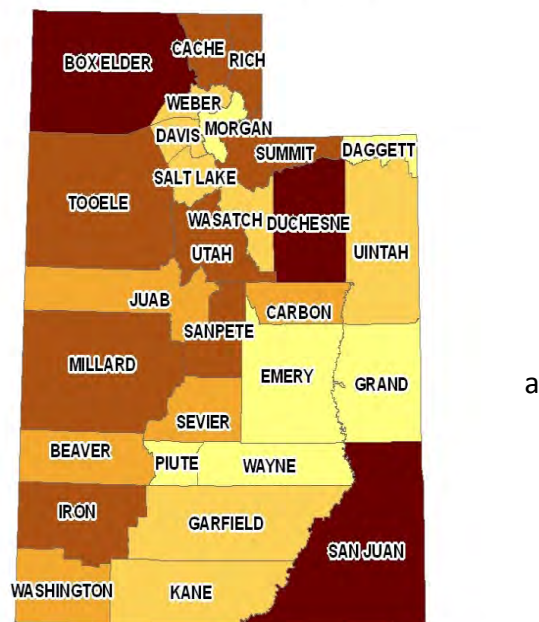 CACHE
RICH
BOX ELDER
WEBER
MORGAN
DAVIS
SUMMIT
DAGGETT
SALT LAKE
TOOELE
WASATCH
DUCHESNE
UTAH
UINTAH
JUAB
CARBON
SANPETE
MILLARD
EMERY
GRAND
a
SEVIER
BEAVER
PIUTE
WAYNE
IRON
GARFIELD
SAN JUAN
WASHINGTON
KANE